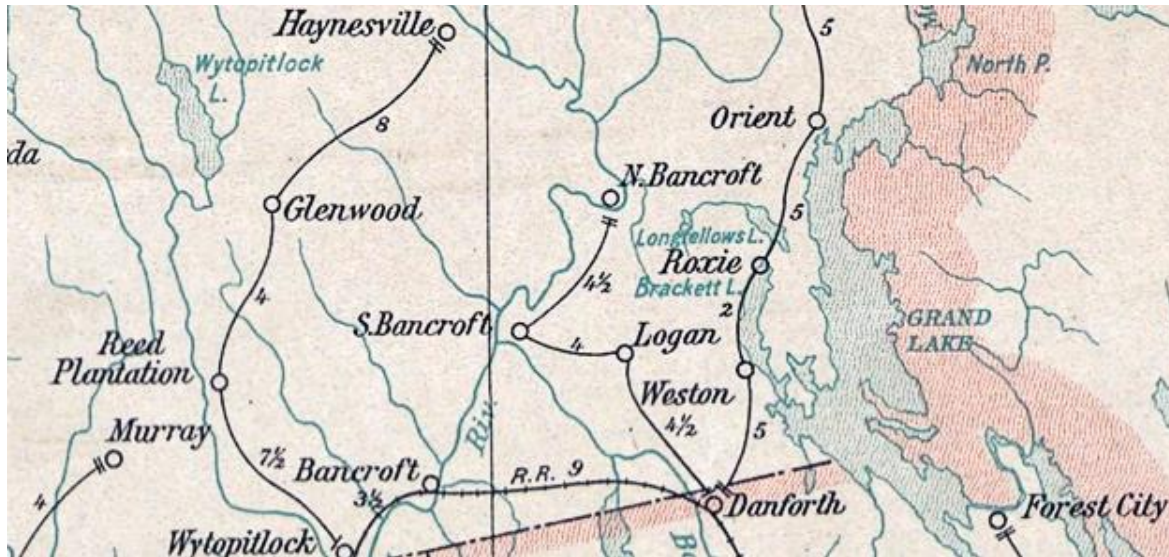 Haynesville
5
Wytopitlock
L.
North P.
8
Orient
da
N. Bancroft
Glenwood
5
Longfellows L.
Roxie
4½
Brackett L.
4
2
S. Bancroft
GRAND
LAKE
Reed
Plantation
4
Logan
Weston
4½
5
Murray
Riv.
7½
Bancroft
R.R. 9
4
3½
Danforth
Forest City
Wytopitlock